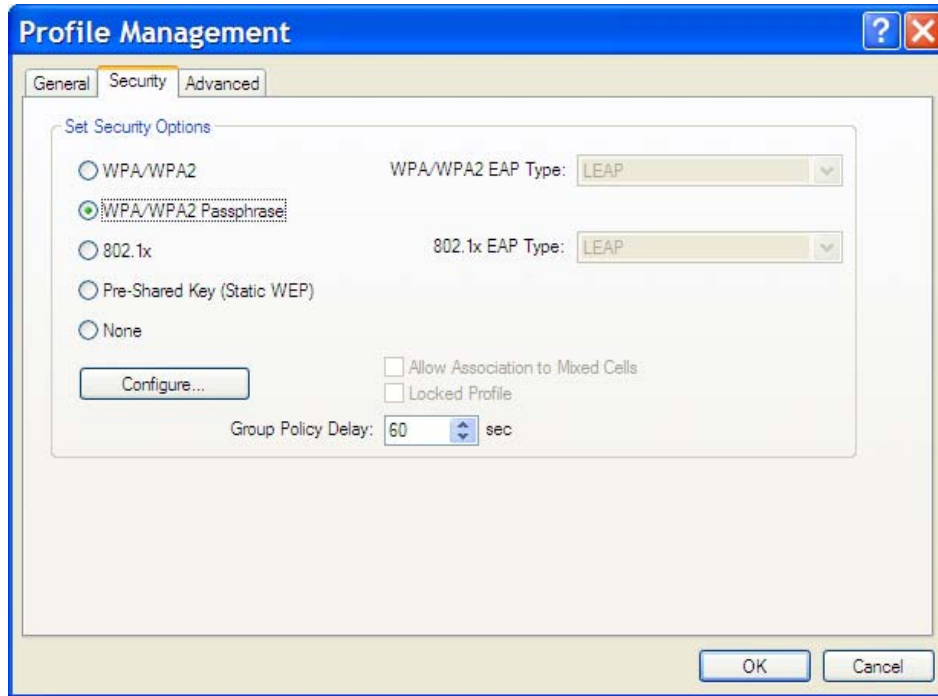 Profile Management
General Security Advanced
Set Security Options
WPA/WPA2 WPA/WPA2 EAP Type: LEAP
WPA/WPA2 Passphrase
802.1x 802.1x EAP Type: LEAP
Pre-Shared Key (Static WEP)
None
Configure... Allow Association to Mixed Cells
Locked Profile
Group Policy Delay: 60 sec
OK Cancel